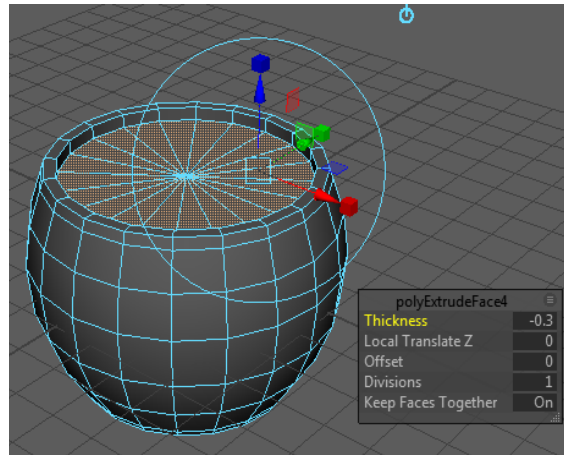 polyExtrudeFace4
Thickness -0.3
Local Translate Z 0
Offset 0
Divisions 1
Keep Faces Together On